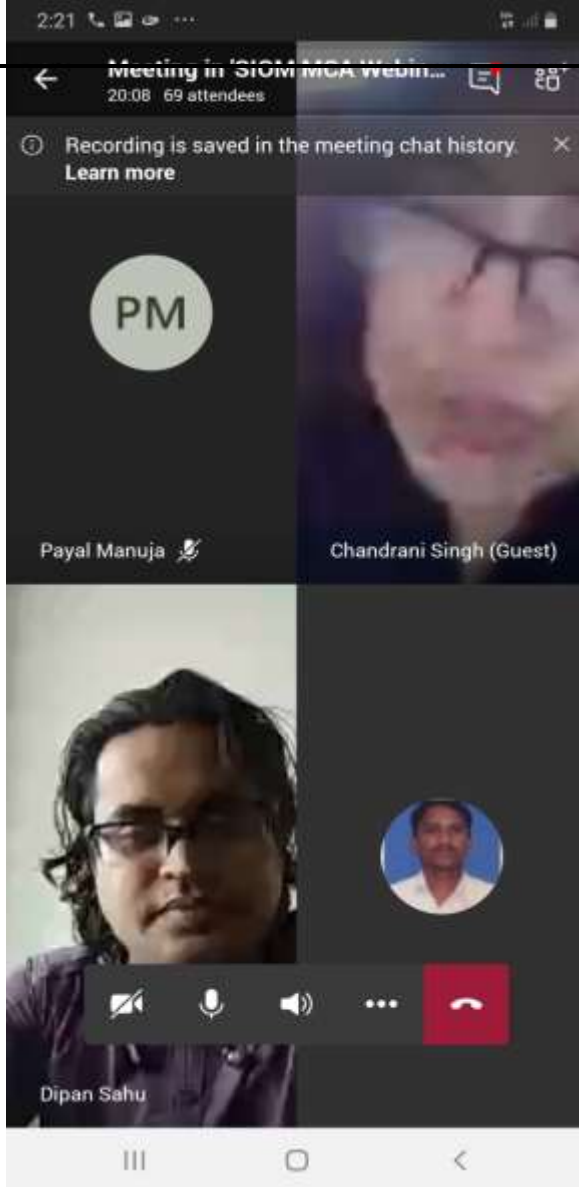 2:21
Meeting in 'SIOM MCA Webin...
20:08 69 attendees
Recording is saved in the meeting chat history.
Learn more
PM
Payal Manuja
Chandrani Singh (Guest)
Dipan Sahu